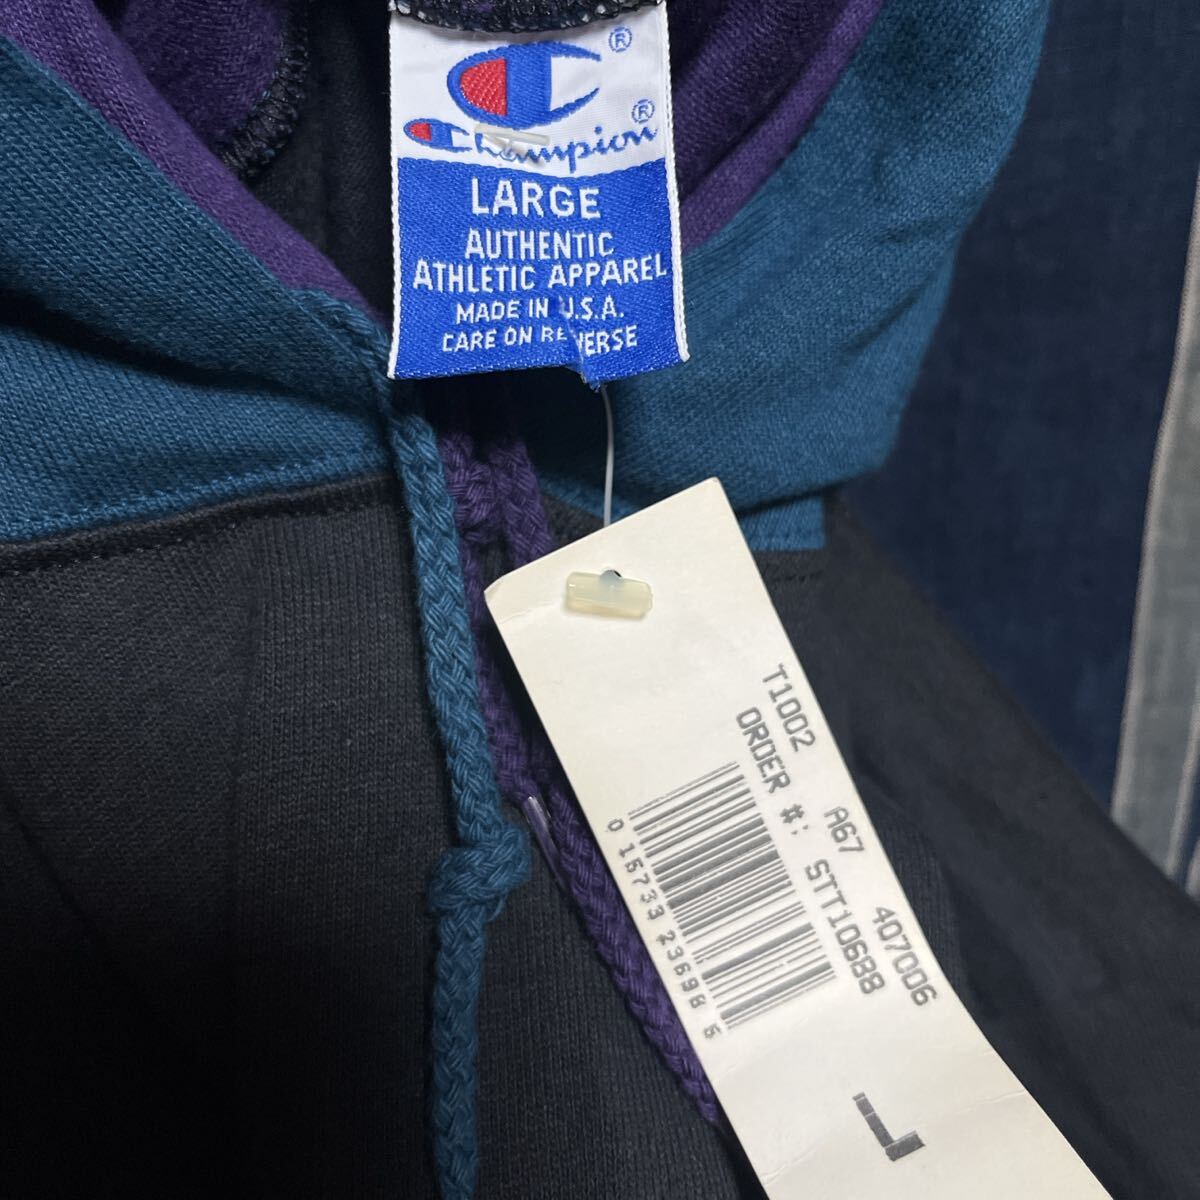 ®
®
Champion
LARGE
AUTHENTIC
ATHLETIC APPAREL
MADE IN U.S.A.
CARE ON REVERSE
T1002 A67 407006
ORDER #: STT10688
0 15733 23698 5
L